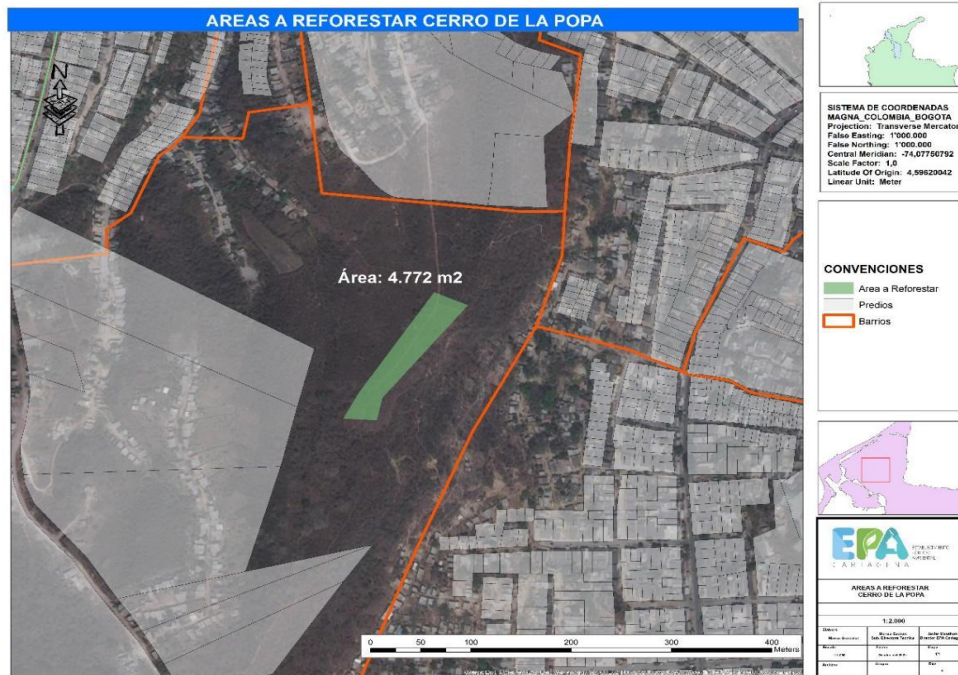 AREAS A REFORESTAR CERRO DE LA POPA
N
Área: 4.772 m2
0 50 100 200 300 400
Meters
SISTEMA DE COORDENADAS
MAGNA_COLOMBIA_BOGOTA
Projection: Transverse Mercator
False Easting: 1'000.000
False Northing: 1'000.000
Central Meridian: -74,07750792
Scale Factor: 1,0
Latitude Of Origin: 4,59620042
Linear Unit: Meter
CONVENCIONES
Area a Reforestar
Predios
Barrios
EPA
CARTAGENA
AREAS A REFORESTAR
CERRO DE LA POPA
1:2.000